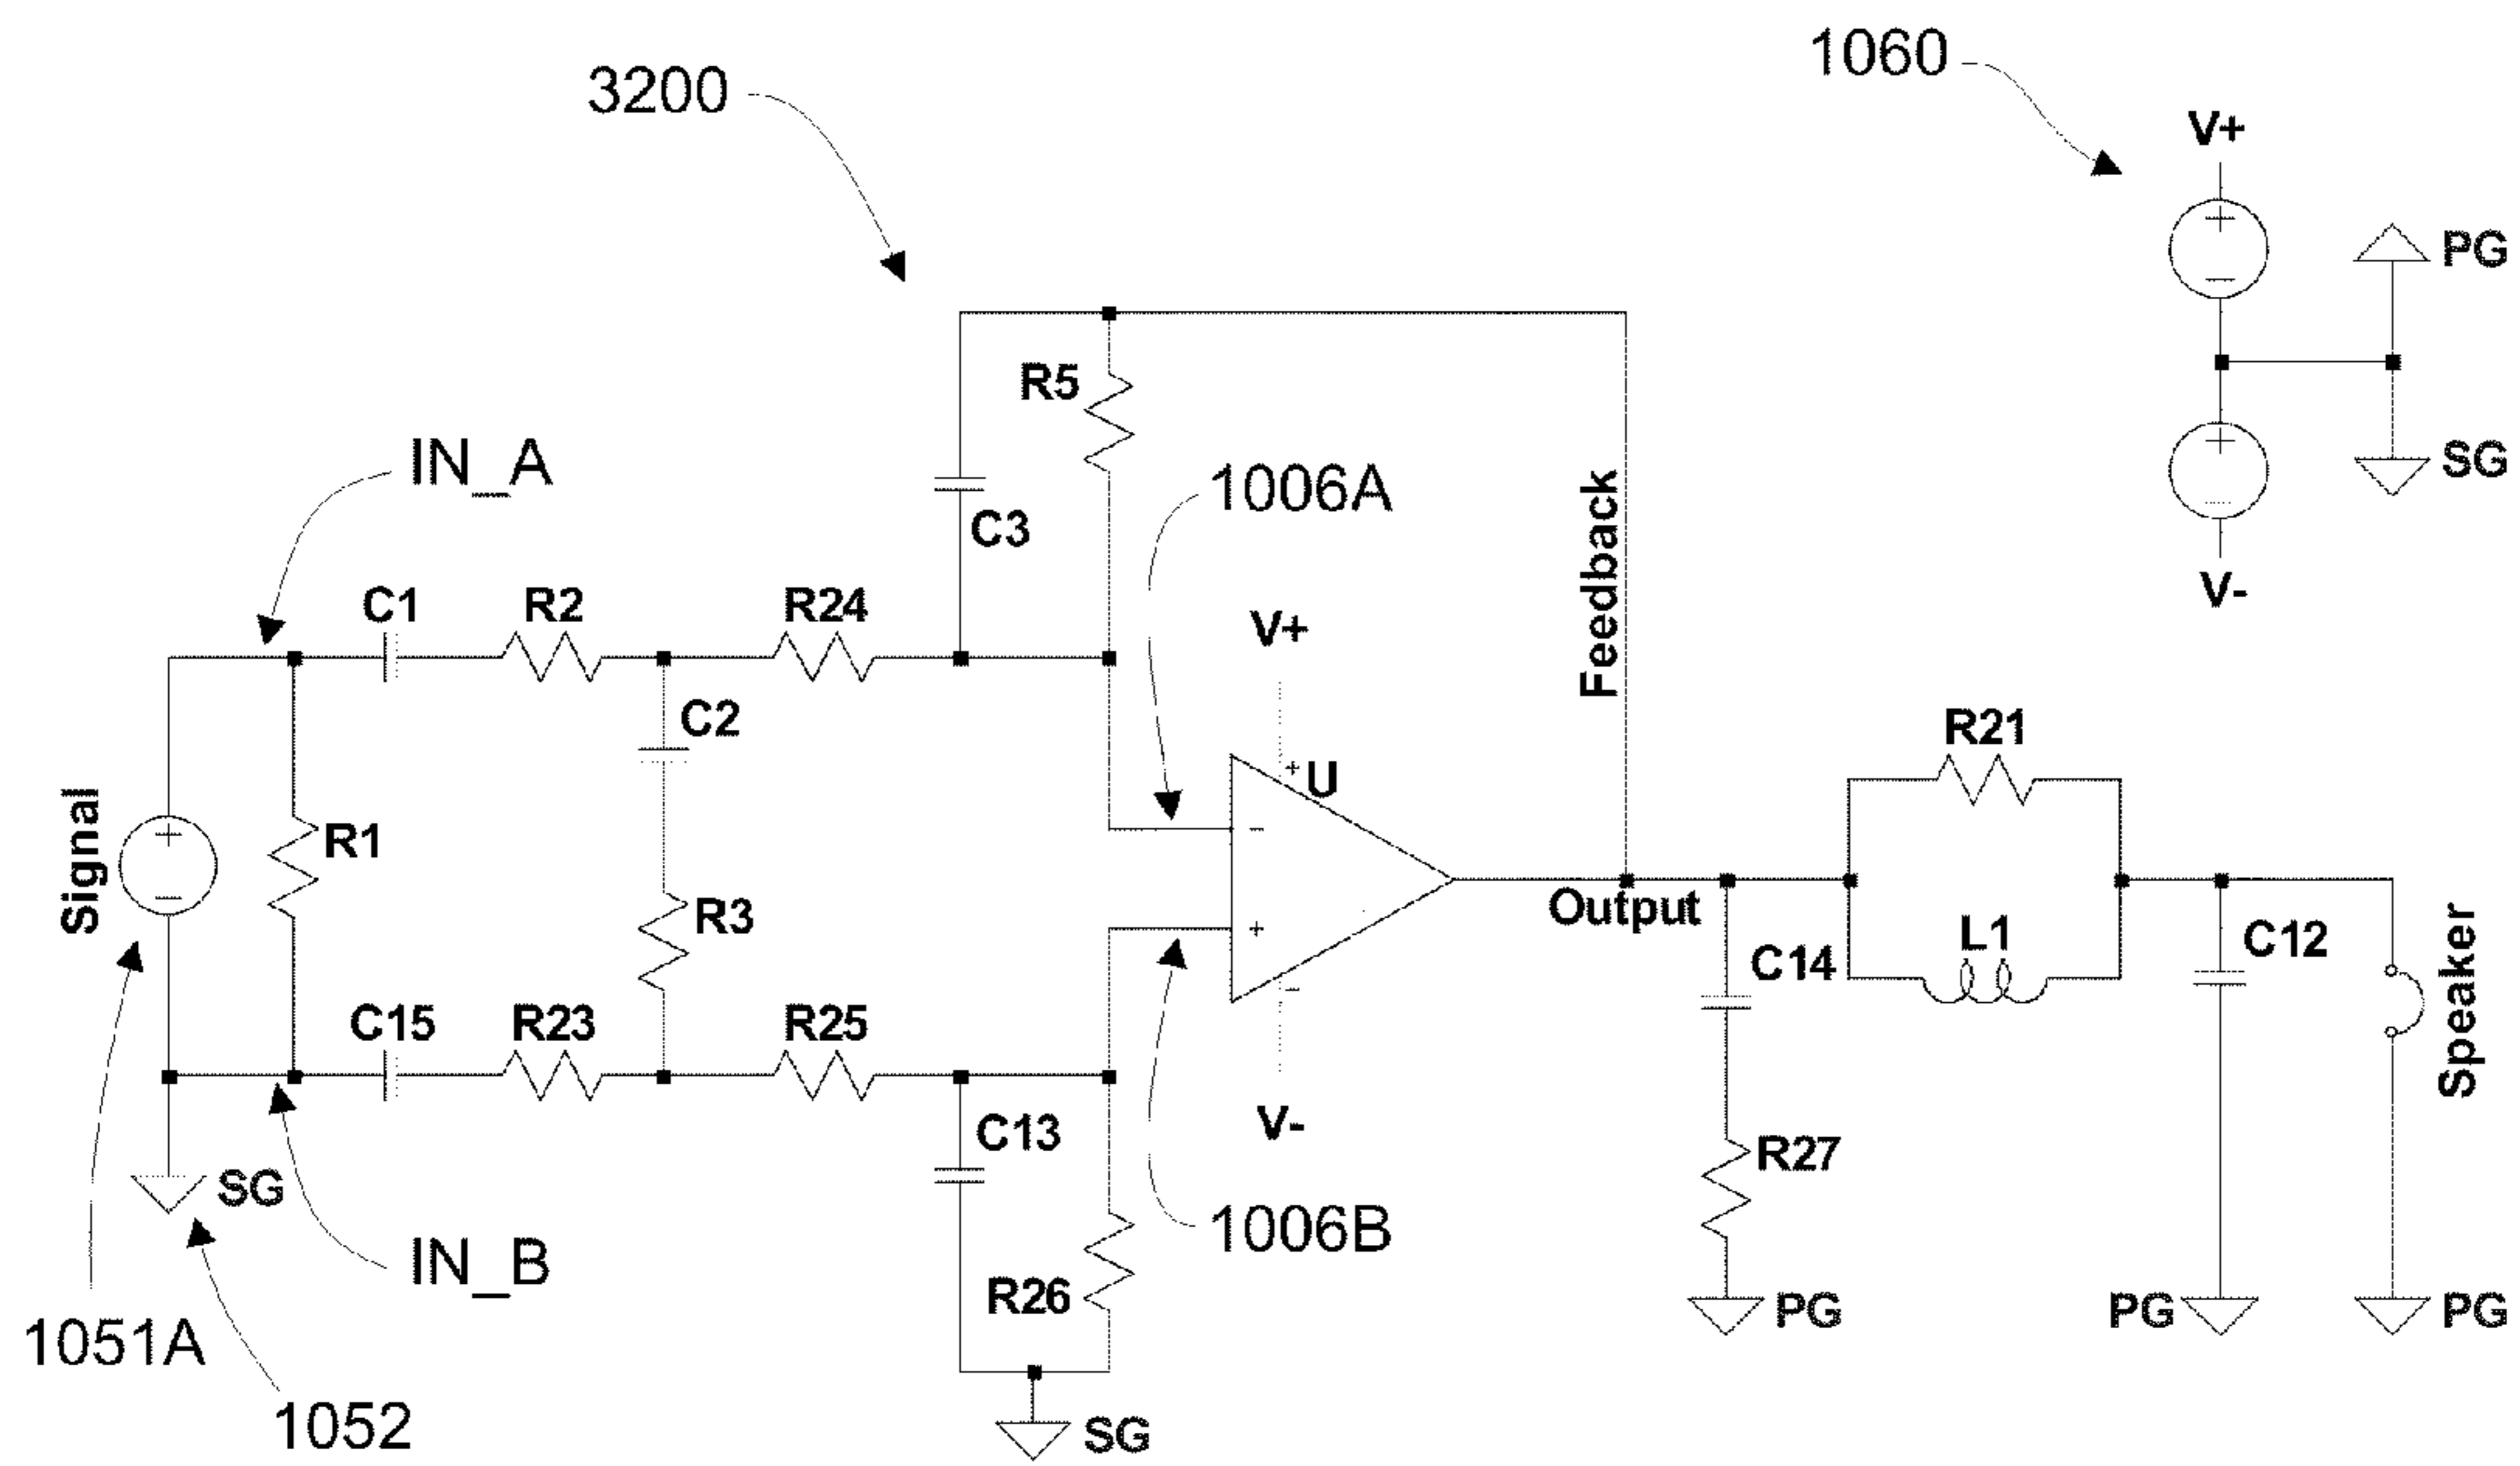 1060
3200
V+
PG
R5
IN_A
SG
1006A
C3
Feedback
V-
C1
R2
R24
V+
C2
R21
+
U
Signal
+
−
R1
−
R3
+
Output
L1
C12
C14
Speaker
C15
R23
R25
−
C13
V-
R27
SG
1006B
IN_B
R26
PG
PG
PG
1051A
1052
SG